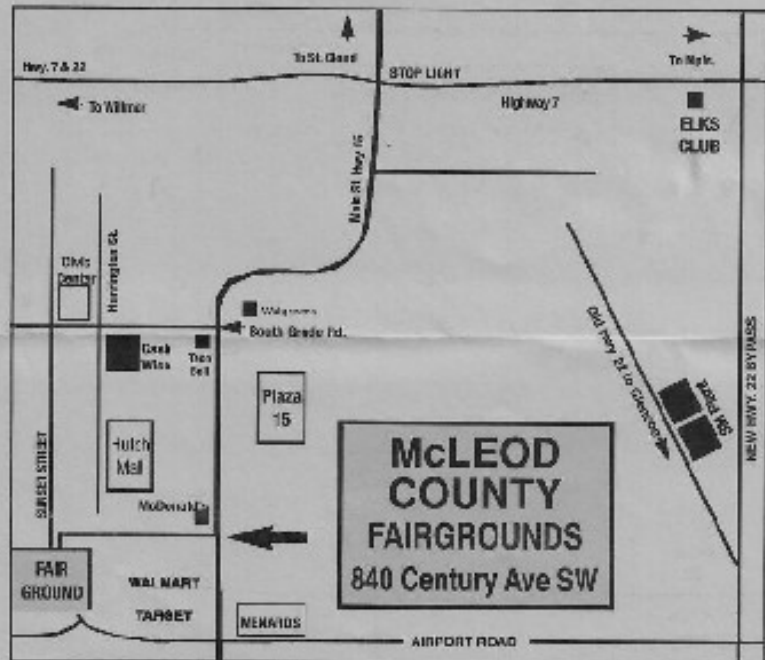 Hwy. 7 & 22
To St. Cloud
STOP LIGHT
To Mpls.
To Willmar
Highway 7
ELKS
CLUB
Main St. Hwy 15
Civic
Center
Harrington St.
Walgreens
South Grade Rd.
Cash
Wise
Taco
Bell
Plaza
15
Old Hwy 22 to Glencoe
3M Plant
NEW HWY. 22 BYPASS
SUNSET STREET
Hutch
Mall
McDonald's
McLEOD
COUNTY
FAIRGROUNDS
840 Century Ave SW
FAIR
GROUND
WALMART
TARGET
MENARDS
AIRPORT ROAD